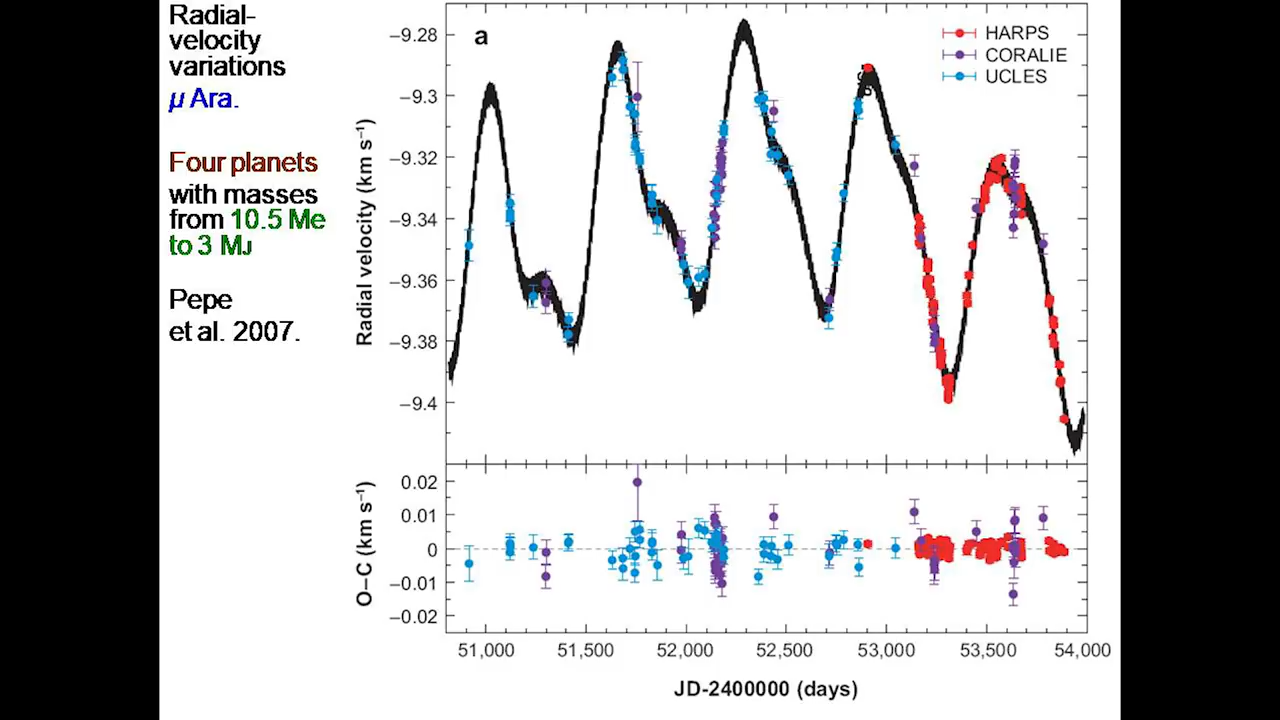 Radial-
velocity
variations
μ Ara.
Four planets
with masses
from 10.5 Me
to 3 MJ
Pepe
et al. 2007.
a
HARPS
CORALIE
UCLES
Radial velocity (km s⁻¹)
−9.28
−9.3
−9.32
−9.34
−9.36
−9.38
−9.4
O–C (km s⁻¹)
0.02
0.01
0
−0.01
−0.02
51,000 51,500 52,000 52,500 53,000 53,500 54,000
JD-2400000 (days)